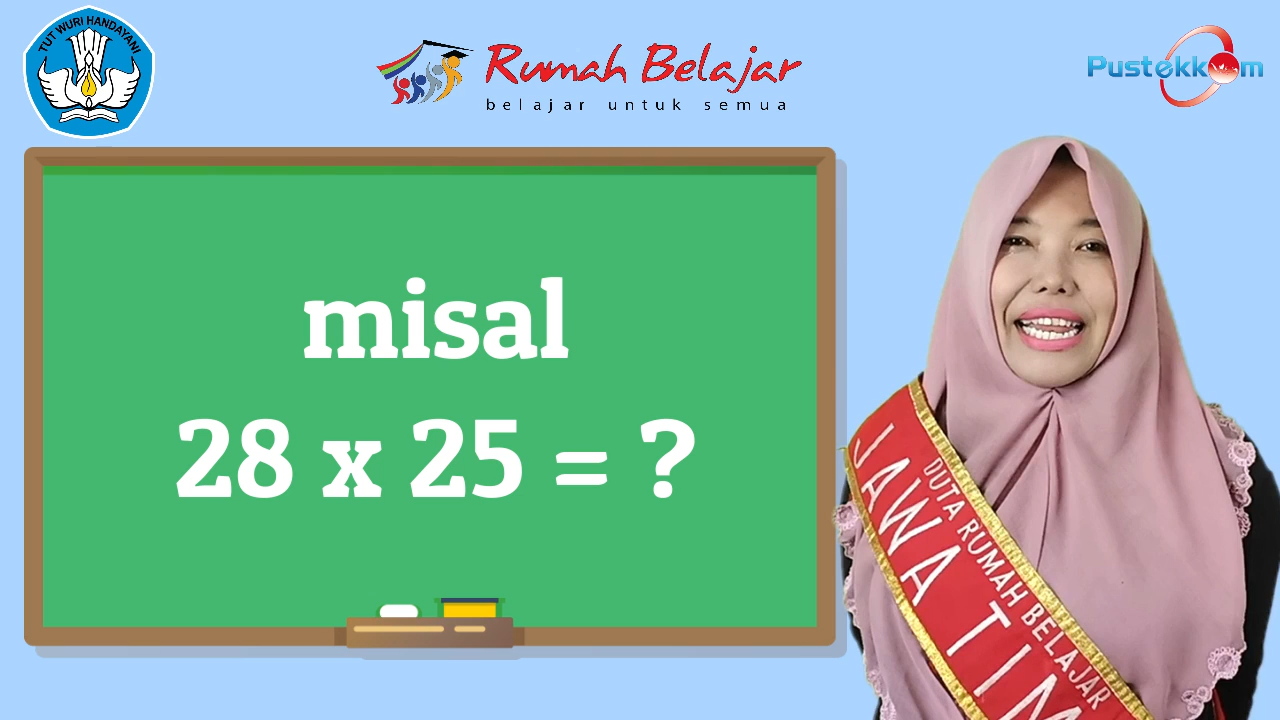 TUT WURI HANDAYANI
Rumah Belajar
belajar untuk semua
Pustekkom
misal
28 x 25 = ?
DUTA RUMAH BELAJAR
JAWA TIM